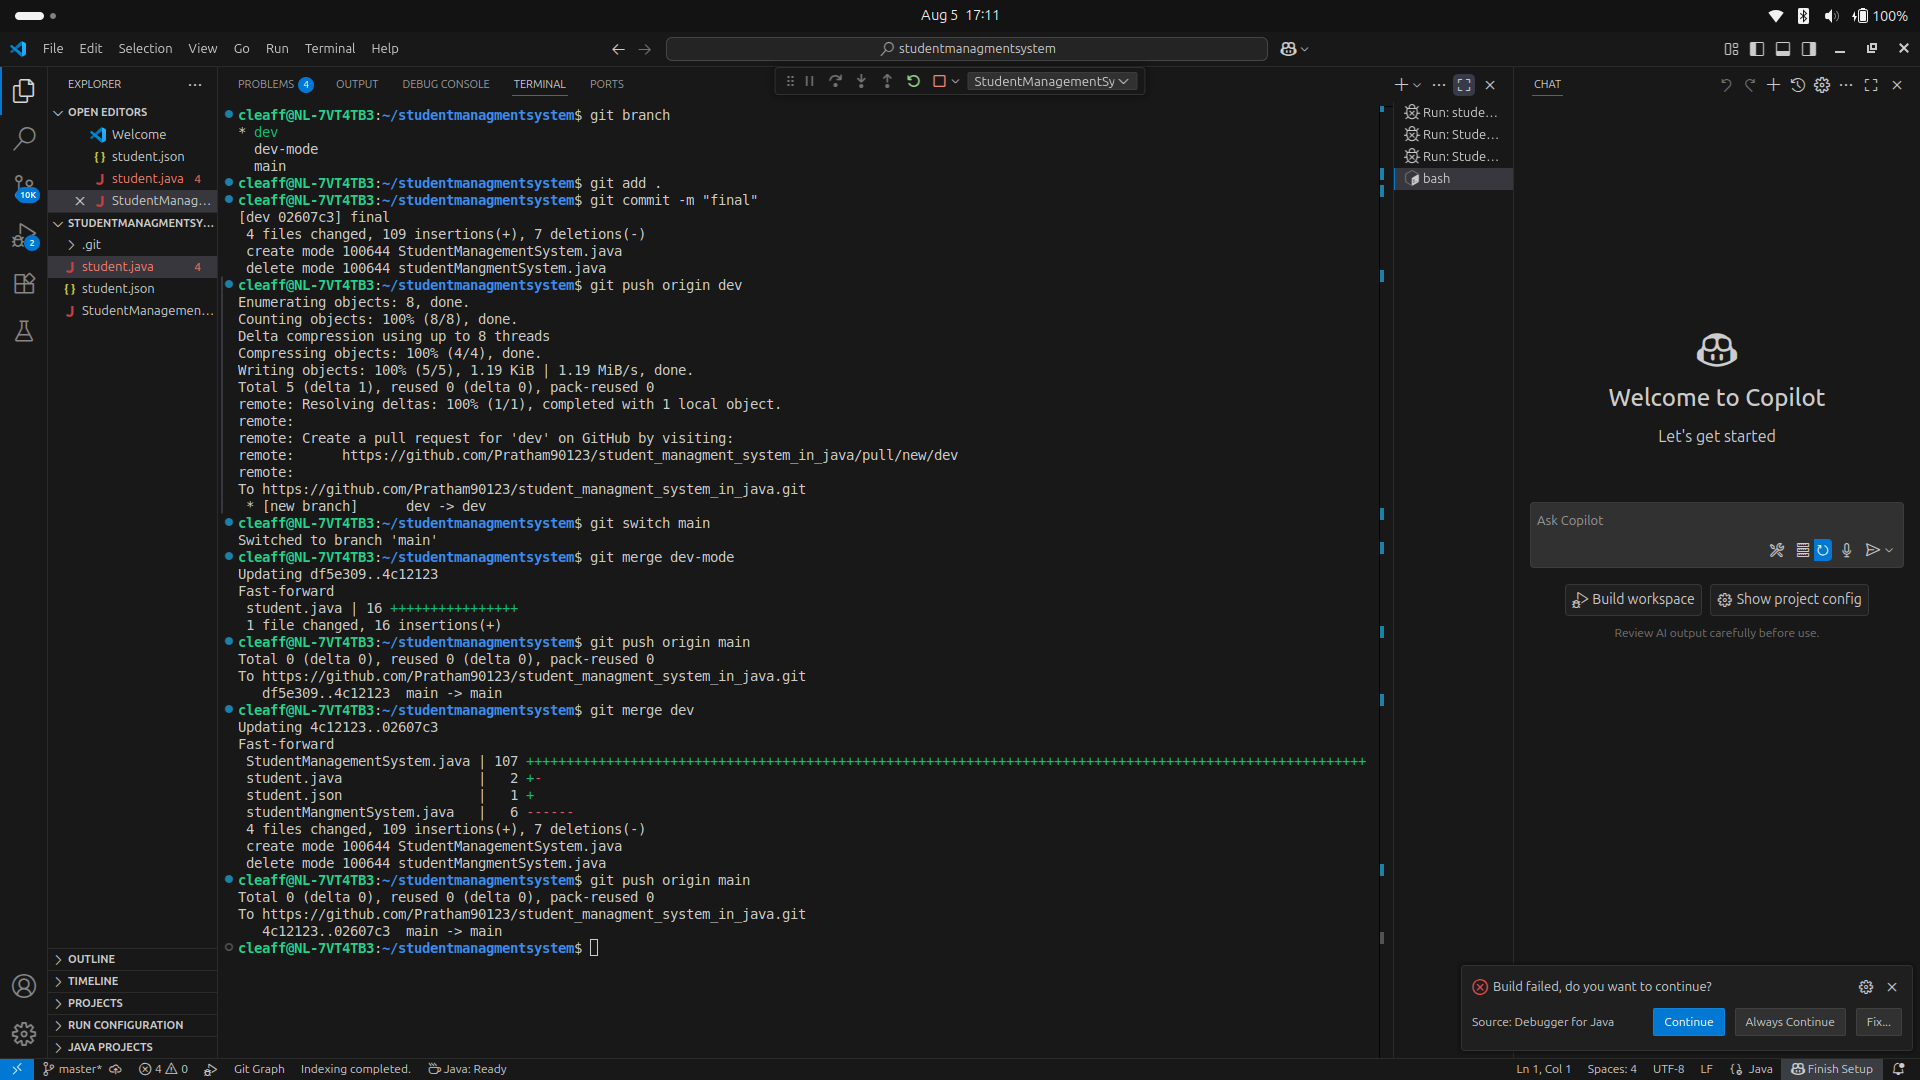 Aug 5 17:11
100%
File Edit Selection View Go Run Terminal Help
studentmanagmentsystem
EXPLORER
OPEN EDITORS
Welcome
{} student.json
J student.java 4
J StudentManag...
STUDENTMANAGMENTSY...
.git
J student.java 4
{} student.json
J StudentManagemen...
10K
2
OUTLINE
TIMELINE
PROJECTS
RUN CONFIGURATION
JAVA PROJECTS
PROBLEMS 4 OUTPUT DEBUG CONSOLE TERMINAL PORTS
StudentManagementSy
cleaff@NL-7VT4TB3:~/studentmanagmentsystem$ git branch
* dev
dev-mode
main
cleaff@NL-7VT4TB3:~/studentmanagmentsystem$ git add .
cleaff@NL-7VT4TB3:~/studentmanagmentsystem$ git commit -m "final"
[dev 02607c3] final
4 files changed, 109 insertions(+), 7 deletions(-)
create mode 100644 StudentManagementSystem.java
delete mode 100644 studentMangmentSystem.java
cleaff@NL-7VT4TB3:~/studentmanagmentsystem$ git push origin dev
Enumerating objects: 8, done.
Counting objects: 100% (8/8), done.
Delta compression using up to 8 threads
Compressing objects: 100% (4/4), done.
Writing objects: 100% (5/5), 1.19 KiB | 1.19 MiB/s, done.
Total 5 (delta 1), reused 0 (delta 0), pack-reused 0
remote: Resolving deltas: 100% (1/1), completed with 1 local object.
remote:
remote: Create a pull request for 'dev' on GitHub by visiting:
remote: https://github.com/Pratham90123/student_managment_system_in_java/pull/new/dev
remote:
To https://github.com/Pratham90123/student_managment_system_in_java.git
* [new branch] dev -> dev
cleaff@NL-7VT4TB3:~/studentmanagmentsystem$ git switch main
Switched to branch 'main'
cleaff@NL-7VT4TB3:~/studentmanagmentsystem$ git merge dev-mode
Updating df5e309..4c12123
Fast-forward
student.java | 16 ++++++++++++++++
1 file changed, 16 insertions(+)
cleaff@NL-7VT4TB3:~/studentmanagmentsystem$ git push origin main
Total 0 (delta 0), reused 0 (delta 0), pack-reused 0
To https://github.com/Pratham90123/student_managment_system_in_java.git
df5e309..4c12123 main -> main
cleaff@NL-7VT4TB3:~/studentmanagmentsystem$ git merge dev
Updating 4c12123..02607c3
Fast-forward
StudentManagementSystem.java | 107 +++++++++++++++++++++++++++++++++++++++++++++++++++++++++++++++++++++++++++++++++++++++++++++++++++++++++
student.java | 2 +-
student.json | 1 +
studentMangmentSystem.java | 6 ------
4 files changed, 109 insertions(+), 7 deletions(-)
create mode 100644 StudentManagementSystem.java
delete mode 100644 studentMangmentSystem.java
cleaff@NL-7VT4TB3:~/studentmanagmentsystem$ git push origin main
Total 0 (delta 0), reused 0 (delta 0), pack-reused 0
To https://github.com/Pratham90123/student_managment_system_in_java.git
4c12123..02607c3 main -> main
cleaff@NL-7VT4TB3:~/studentmanagmentsystem$
Run: stude...
Run: Stude...
Run: Stude...
bash
CHAT
Welcome to Copilot
Let's get started
Ask Copilot
Build workspace
Show project config
Review AI output carefully before use.
Build failed, do you want to continue?
Source: Debugger for Java
Continue
Always Continue
Fix...
master* 4 0 Git Graph Indexing completed. Java: Ready
Ln 1, Col 1 Spaces: 4 UTF-8 LF {} Java Finish Setup